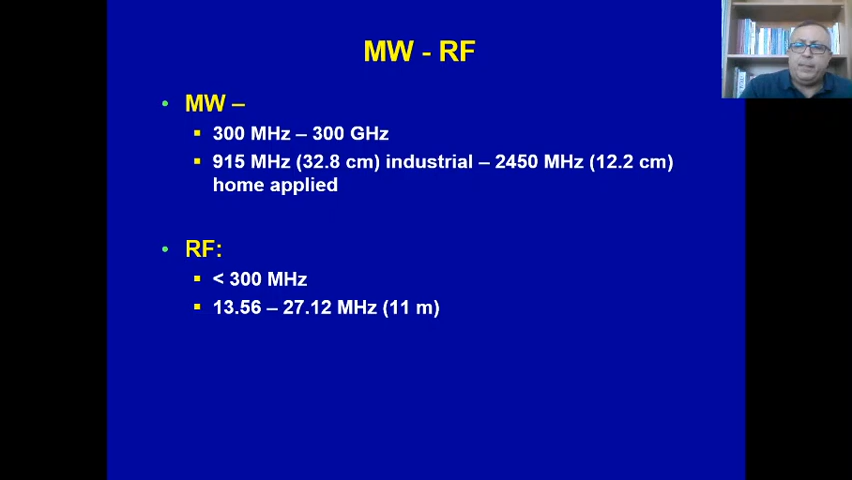 MW - RF
• MW –
▪ 300 MHz – 300 GHz
▪ 915 MHz (32.8 cm) industrial – 2450 MHz (12.2 cm)
home applied
• RF:
▪ < 300 MHz
▪ 13.56 – 27.12 MHz (11 m)